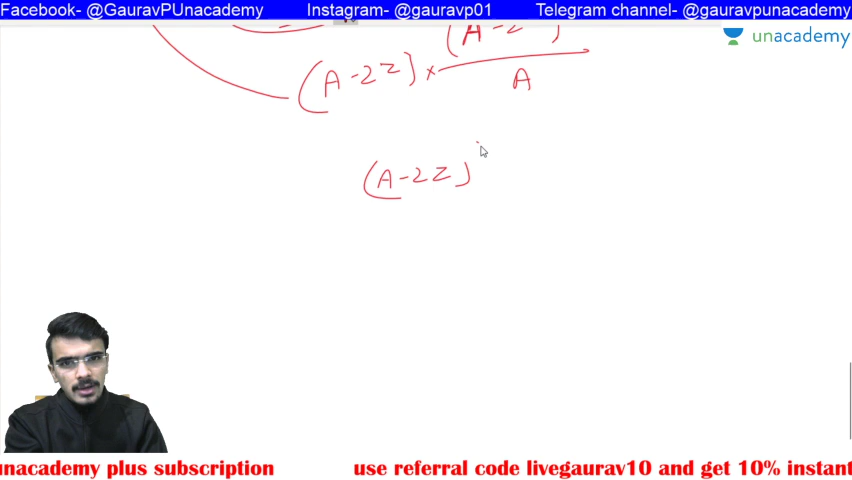 Facebook- @GauravPUnacademy Instagram- @gauravp01 Telegram channel- @gauravpunacademy
unacademy
(A-2Z) × (A-2
A
(A-2Z)
unacademy plus subscription use referral code livegaurav10 and get 10% instant